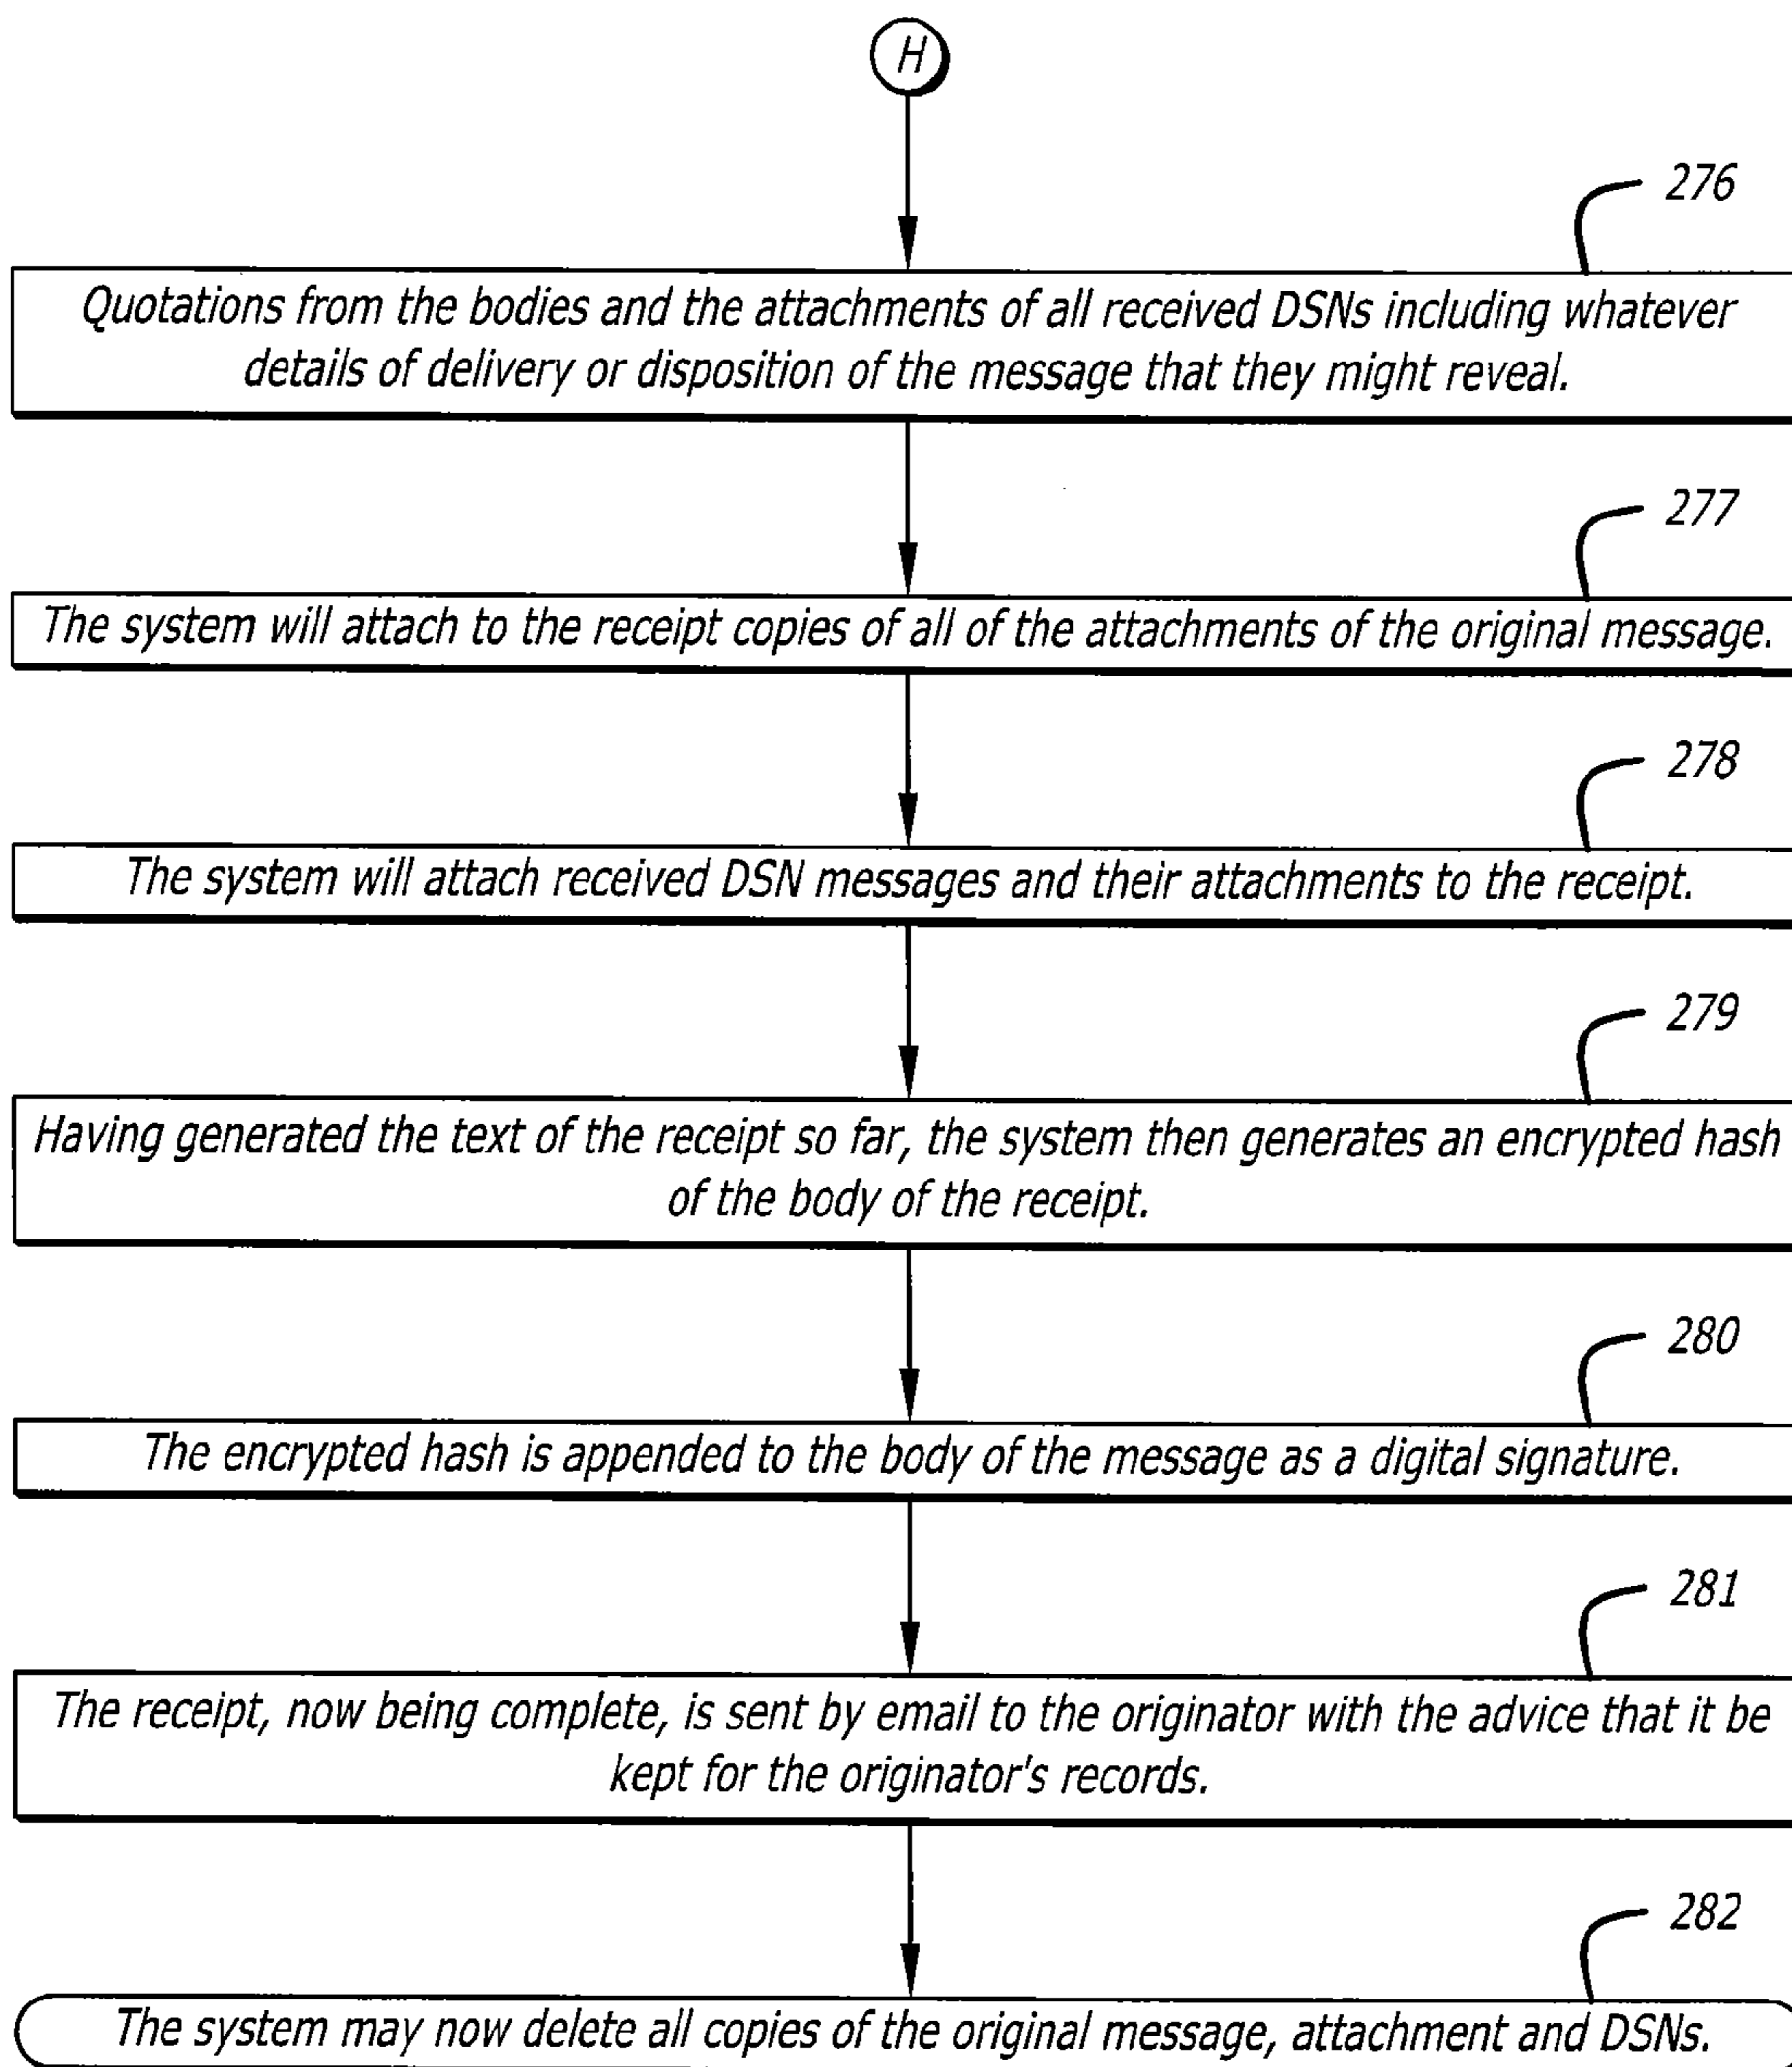 H
276
Quotations from the bodies and the attachments of all received DSNs including whatever
details of delivery or disposition of the message that they might reveal.
277
The system will attach to the receipt copies of all of the attachments of the original message.
278
The system will attach received DSN messages and their attachments to the receipt.
279
Having generated the text of the receipt so far, the system then generates an encrypted hash
of the body of the receipt.
280
The encrypted hash is appended to the body of the message as a digital signature.
281
The receipt, now being complete, is sent by email to the originator with the advice that it be
kept for the originator's records.
282
The system may now delete all copies of the original message, attachment and DSNs.